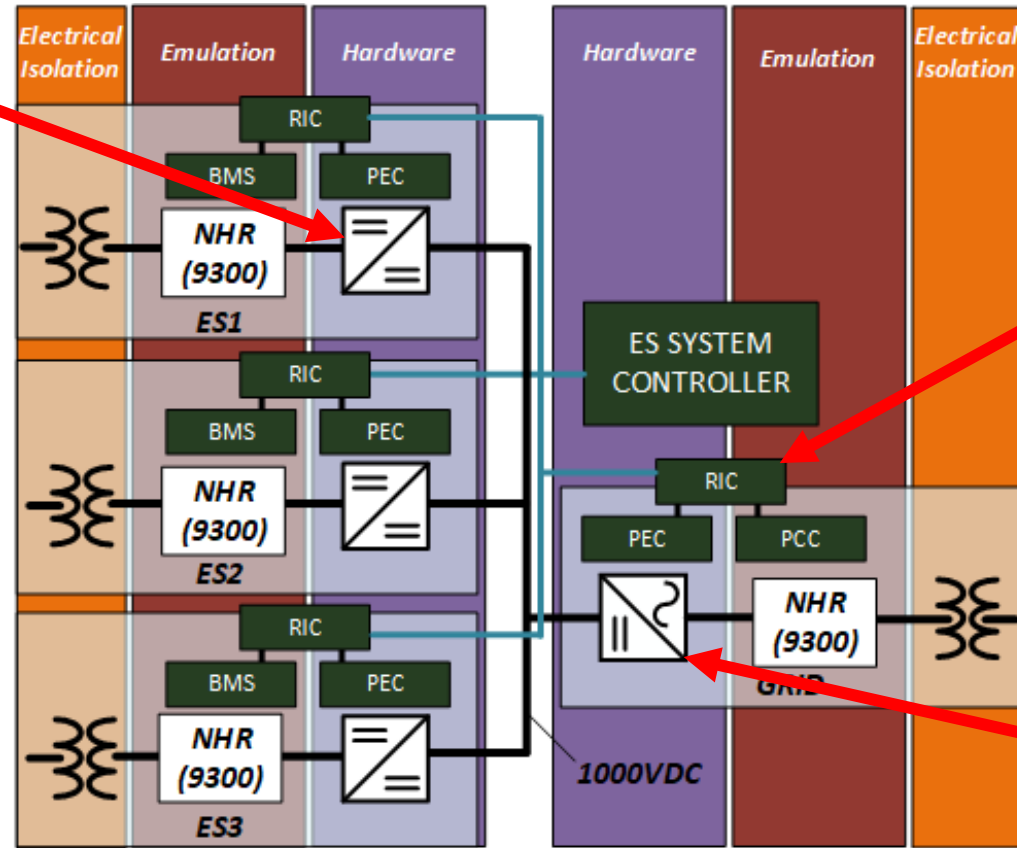 Electrical
Isolation
Emulation
Hardware
Hardware
Emulation
Electrical
Isolation
RIC
BMS
PEC
NHR
(9300)
ES1
RIC
BMS
PEC
NHR
(9300)
ES2
RIC
BMS
PEC
NHR
(9300)
ES3
ES SYSTEM
CONTROLLER
RIC
PEC
PCC
NHR
(9300)
GRID
1000VDC